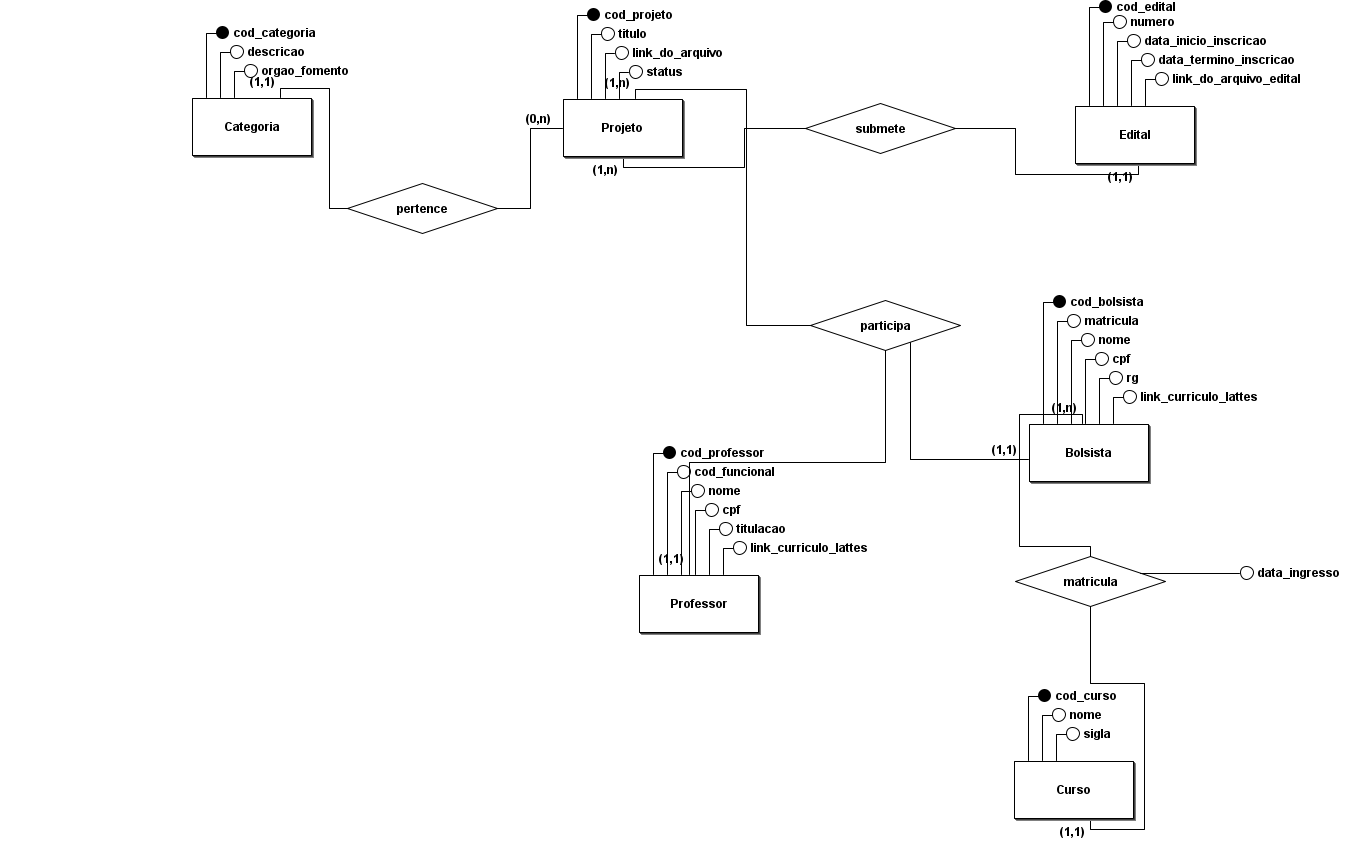 cod_categoria
descricao
orgao_fomento
(1,1)
Categoria
cod_projeto
titulo
link_do_arquivo
status
(1,n)
Projeto
(0,n)
(1,n)
pertence
submete
cod_edital
numero
data_inicio_inscricao
data_termino_inscricao
link_do_arquivo_edital
Edital
(1,1)
participa
cod_bolsista
matricula
nome
cpf
rg
link_curriculo_lattes
(1,n)
Bolsista
(1,1)
cod_professor
cod_funcional
nome
cpf
titulacao
link_curriculo_lattes
(1,1)
Professor
matricula
data_ingresso
cod_curso
nome
sigla
Curso
(1,1)